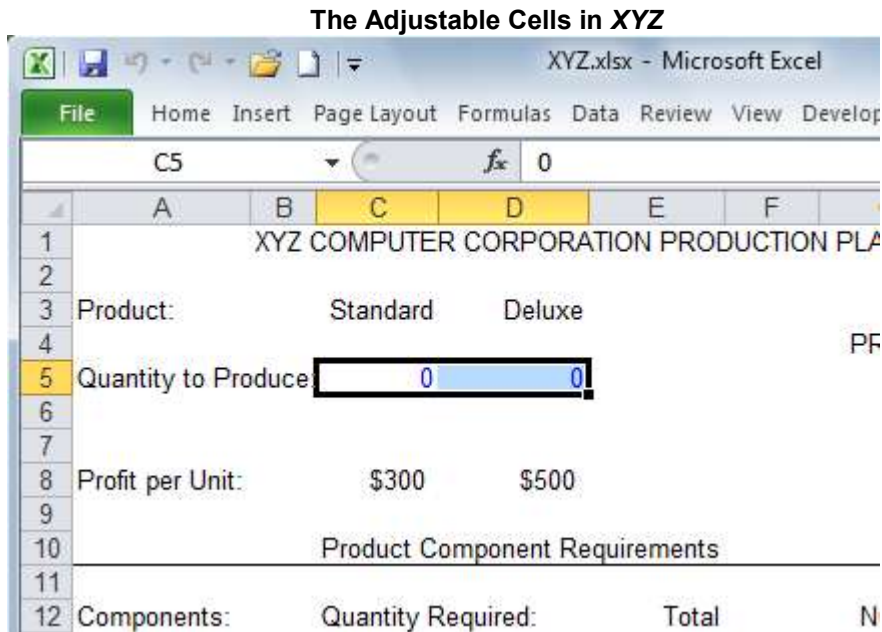 The Adjustable Cells in XYZ
XYZ.xlsx - Microsoft Excel
File Home Insert Page Layout Formulas Data Review View Develop
C5 fx 0
A B C D E F
1 XYZ COMPUTER CORPORATION PRODUCTION PLA
2
3 Product: Standard Deluxe
4 PR
5 Quantity to Produce: 0 0
6
7
8 Profit per Unit: $300 $500
9
10 Product Component Requirements
11
12 Components: Quantity Required: Total